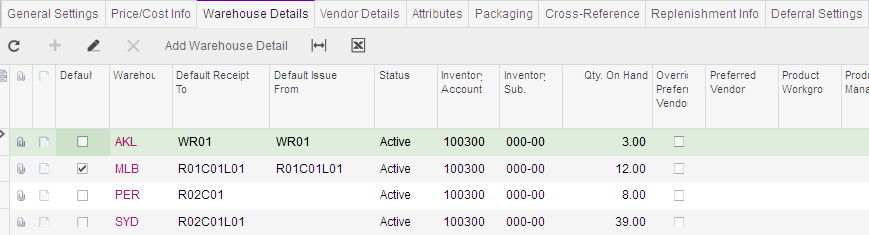 General Settings Price/Cost Info Warehouse Details Vendor Details Attributes Packaging Cross-Reference Replenishment Info Deferral Settings
Add Warehouse Detail
Default Warehou Default Receipt To Default Issue From Status Inventory Account Inventory Sub. Qty. On Hand Overri Prefer Vendo Preferred Vendor Product Workgro Produ Mana
AKL WR01 WR01 Active 100300 000-00 3.00
MLB R01C01L01 R01C01L01 Active 100300 000-00 12.00
PER R02C01 Active 100300 000-00 8.00
SYD R02C01L01 Active 100300 000-00 39.00